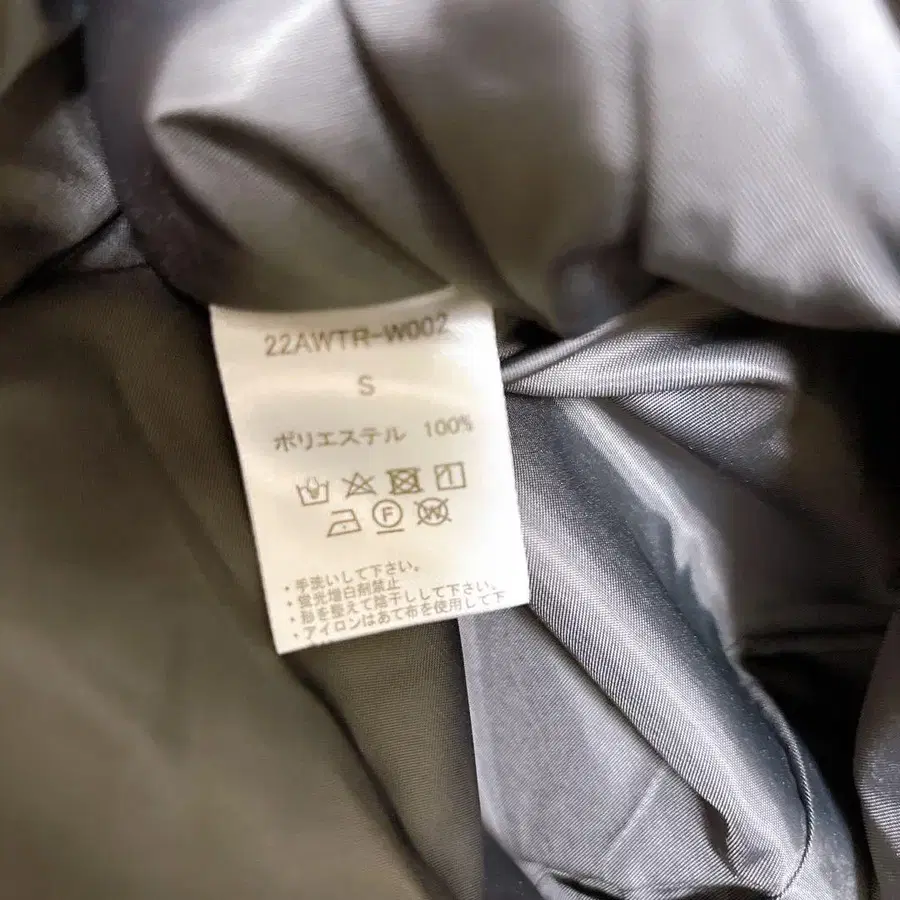 22AWTR-W002
S
ポリエステル 100%
F W
・手洗いして下さい。
・蛍光増白剤禁止
・形を整えて陰干しして下さい。
・アイロンはあて布を使用して下